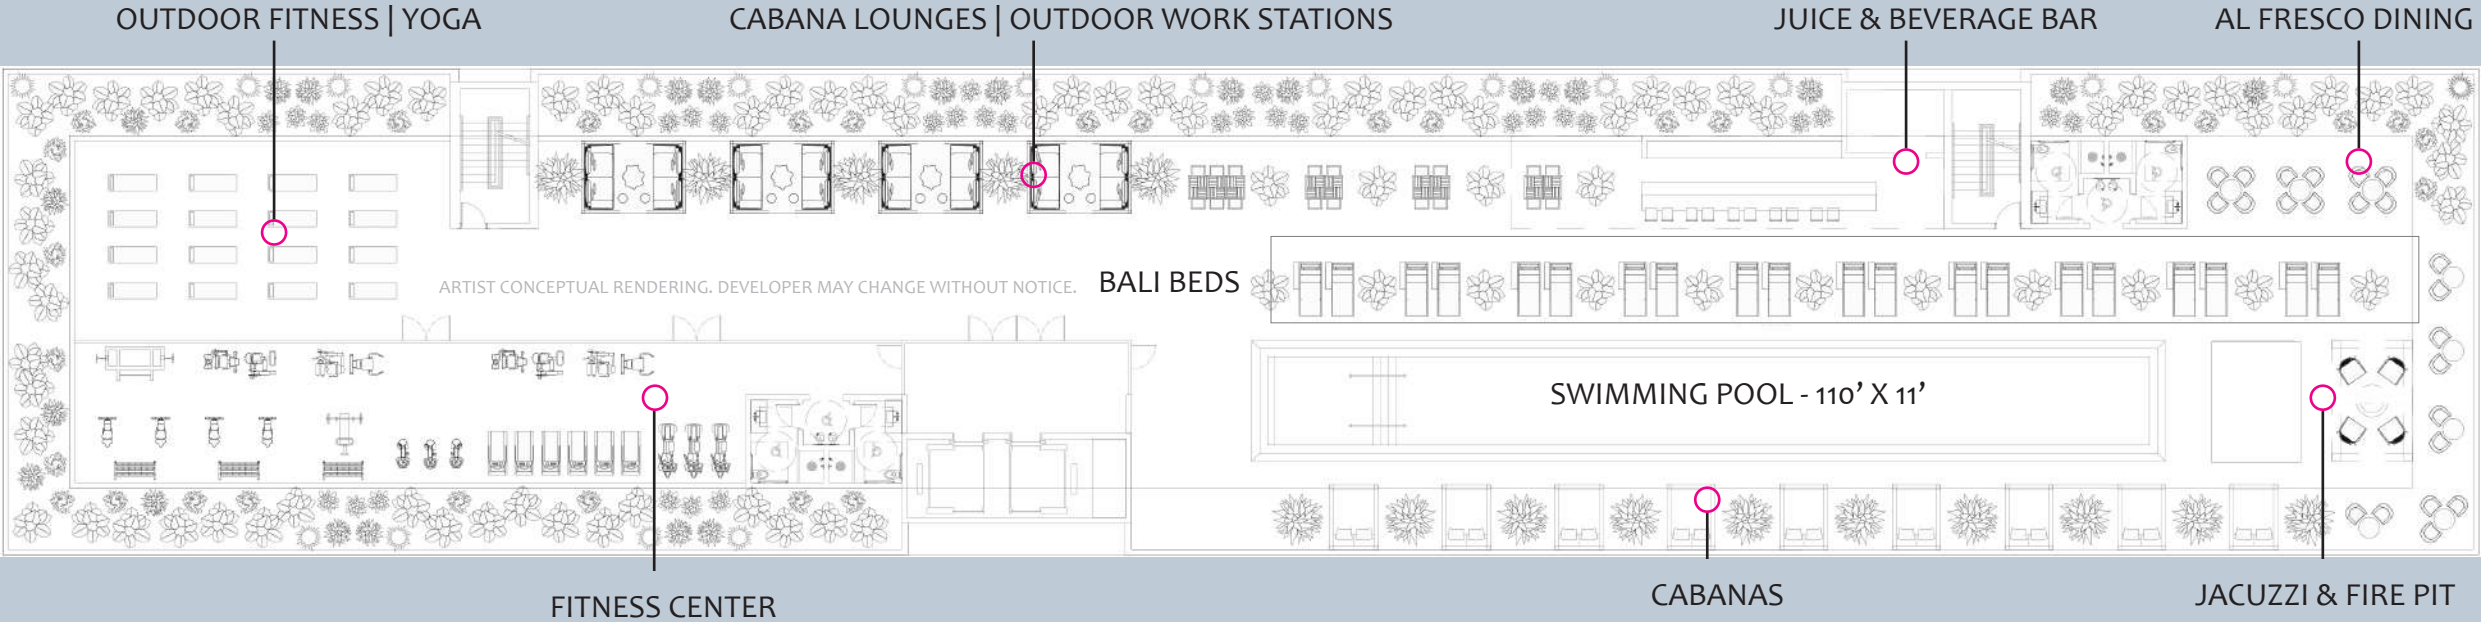 OUTDOOR FITNESS | YOGA
CABANA LOUNGES | OUTDOOR WORK STATIONS
JUICE & BEVERAGE BAR
AL FRESCO DINING
ARTIST CONCEPTUAL RENDERING. DEVELOPER MAY CHANGE WITHOUT NOTICE.
BALI BEDS
SWIMMING POOL - 110’ X 11’
FITNESS CENTER
CABANAS
JACUZZI & FIRE PIT